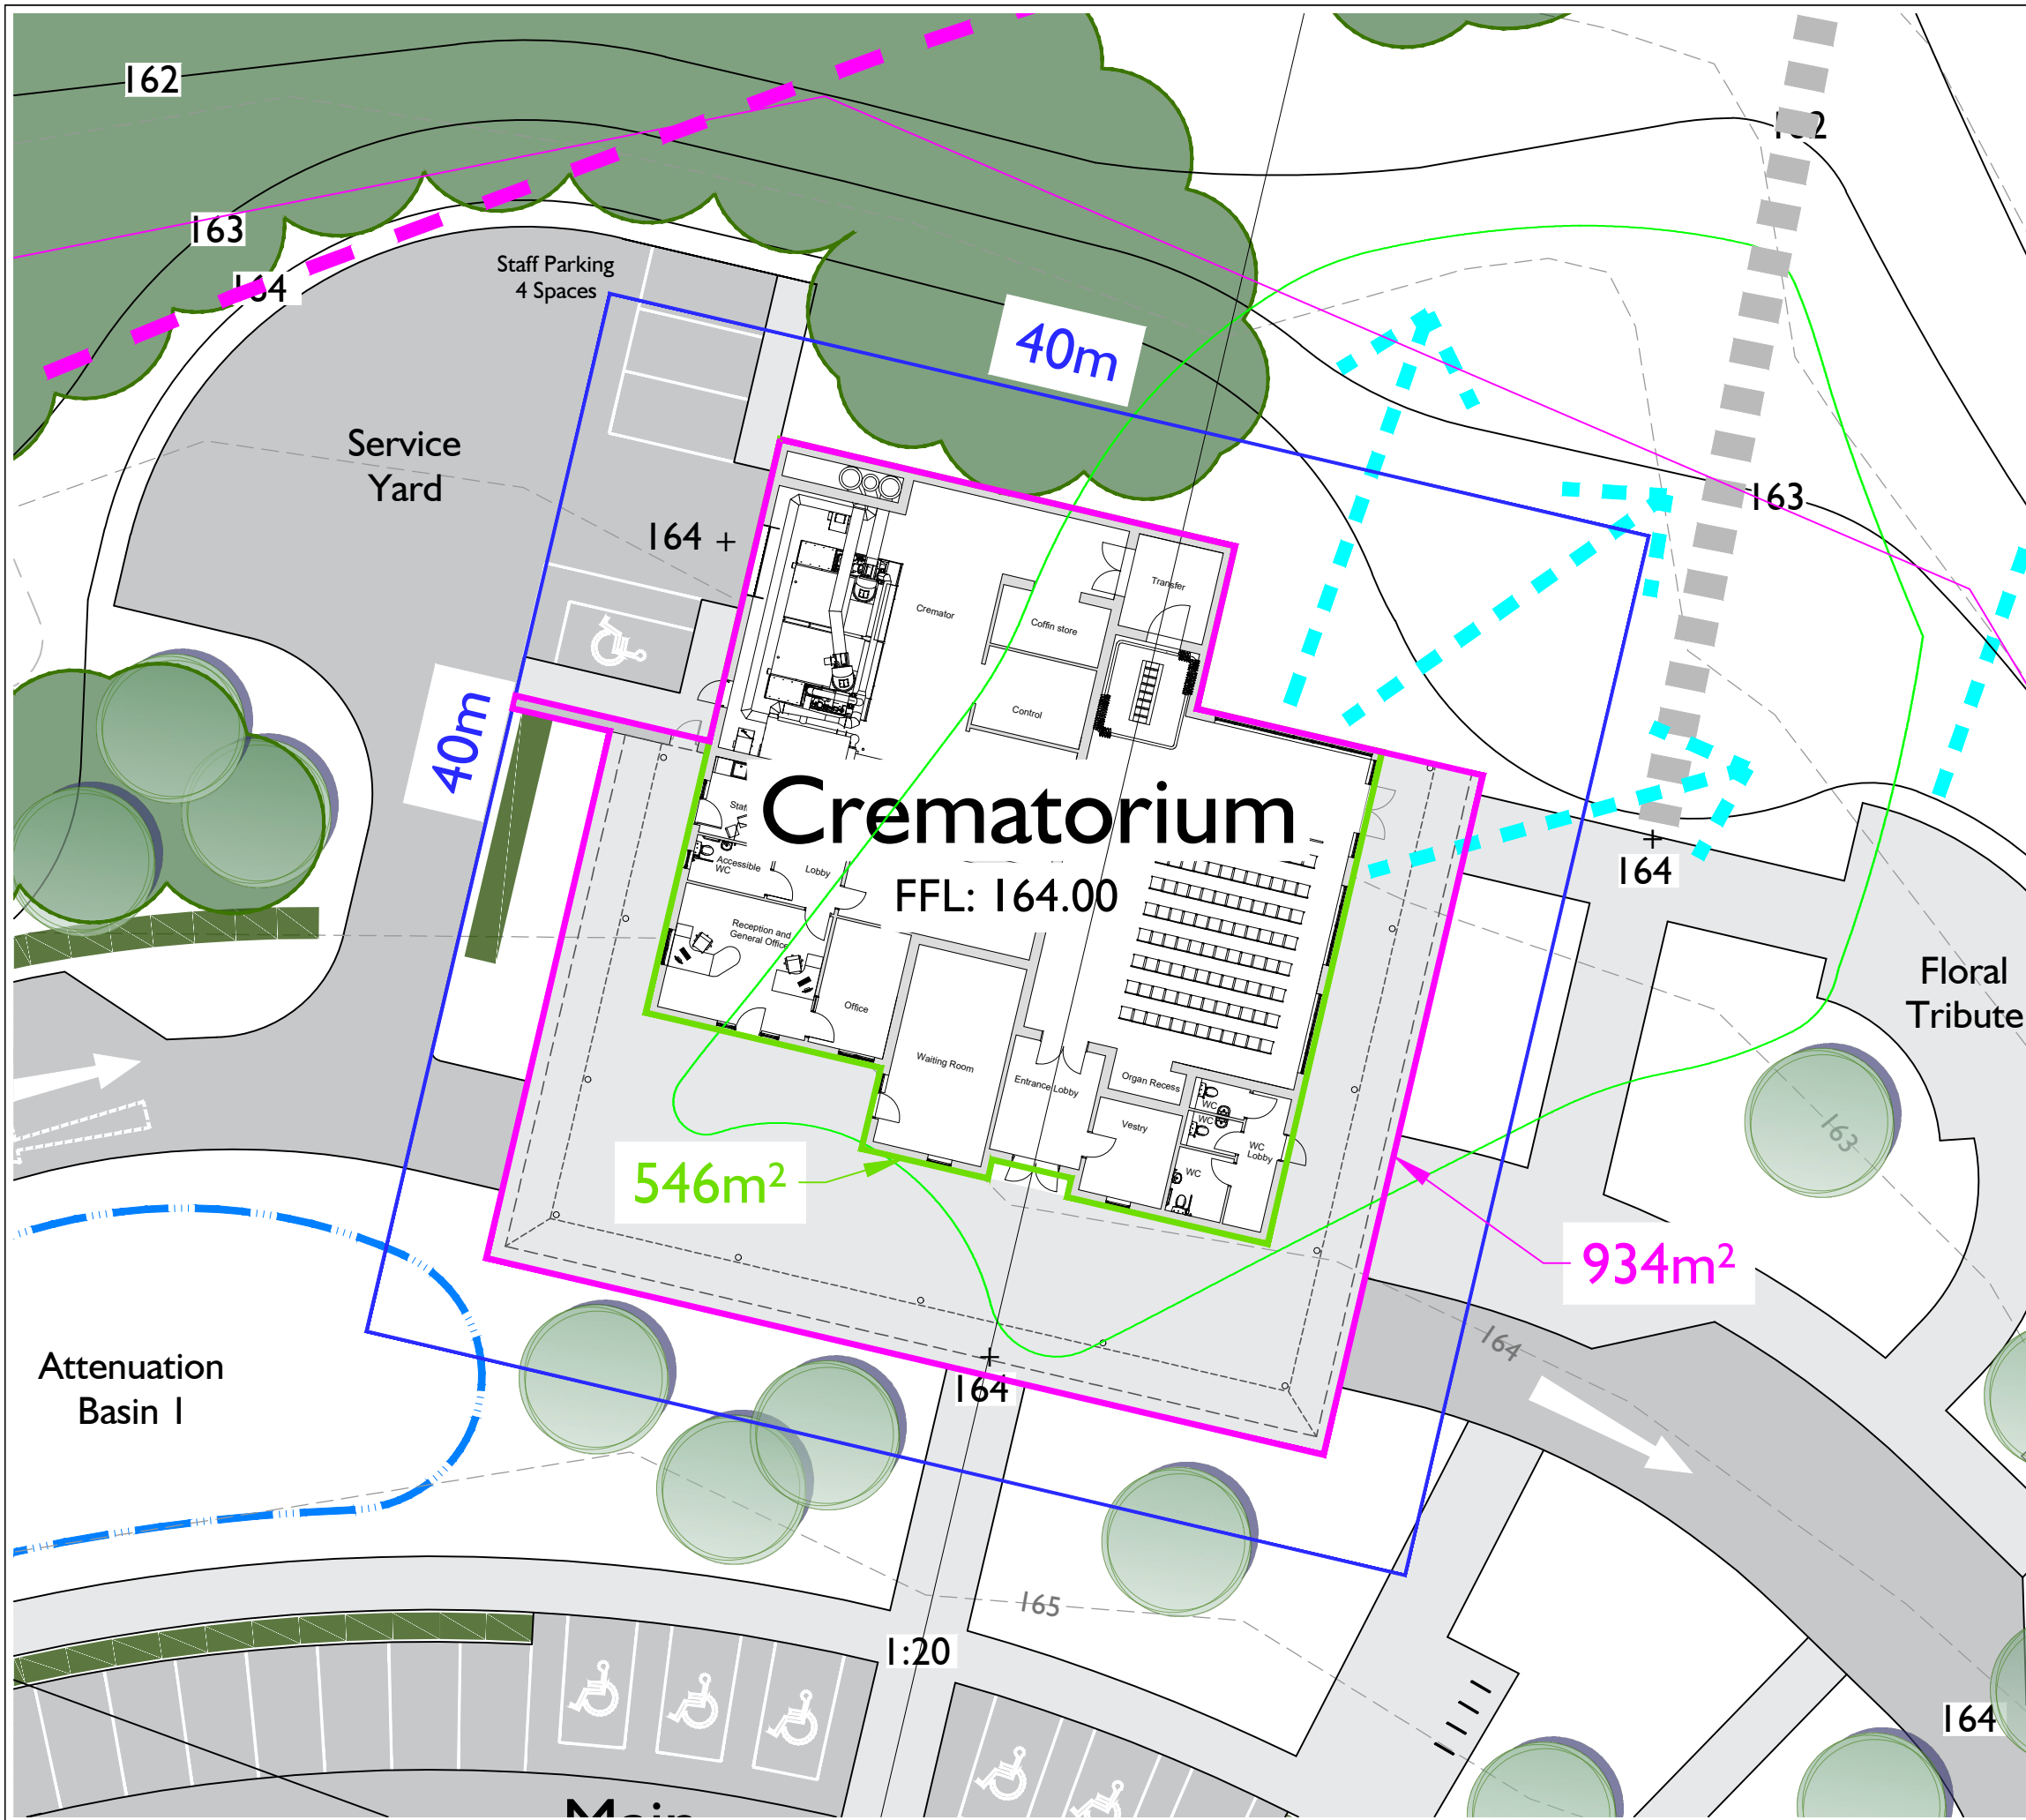 162
162
163
Staff Parking
4 Spaces
164
40m
Service
Yard
163
164 +
Transfer
Cremator
Coffin store
Control
40m
Crematorium
FFL: 164.00
Accessible
WC
Lobby
164
Reception and
General Office
Office
Floral
Tribute
Waiting Room
Entrance Lobby
Organ Recess
Vestry
WC
WC
WC
Lobby
WC
163
546m²
934m²
164
Attenuation
Basin 1
164
165
1:20
164
Main